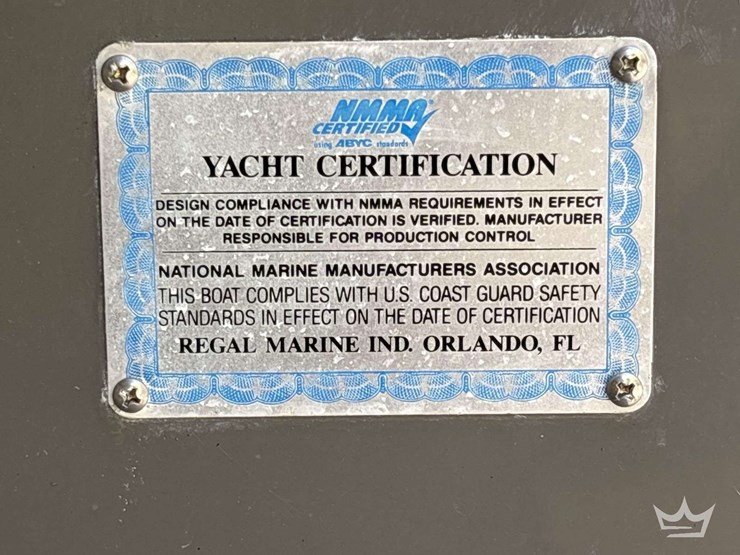 NMMA
CERTIFIED
using ABYC standards
YACHT CERTIFICATION
DESIGN COMPLIANCE WITH NMMA REQUIREMENTS IN EFFECT
ON THE DATE OF CERTIFICATION IS VERIFIED. MANUFACTURER
RESPONSIBLE FOR PRODUCTION CONTROL
NATIONAL MARINE MANUFACTURERS ASSOCIATION
THIS BOAT COMPLIES WITH U.S. COAST GUARD SAFETY
STANDARDS IN EFFECT ON THE DATE OF CERTIFICATION
REGAL MARINE IND. ORLANDO, FL